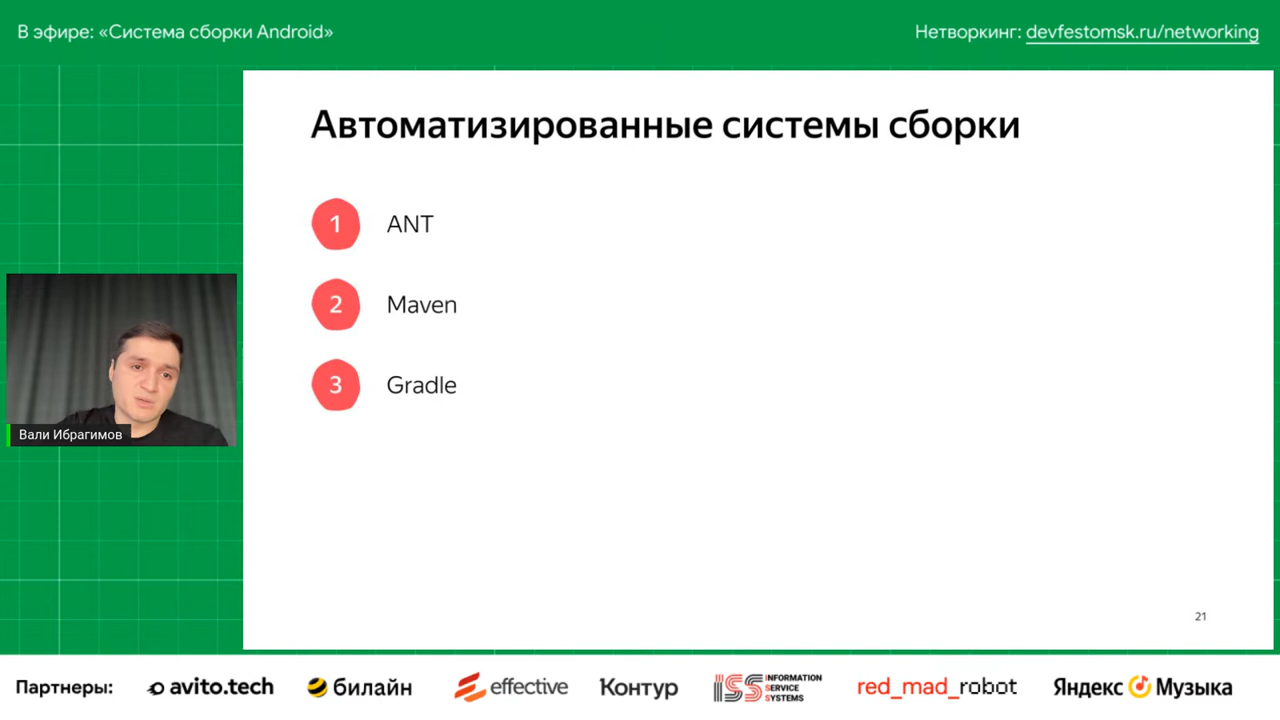 В эфире: «Система сборки Android»
Нетворкинг: devfestomsk.ru/networking
Автоматизированные системы сборки
1 ANT
2 Maven
3 Gradle
Вали Ибрагимов
21
Партнеры: avito.tech билайн effective Контур ISS INFORMATION SERVICE SYSTEMS red_mad_robot Яндекс Музыка